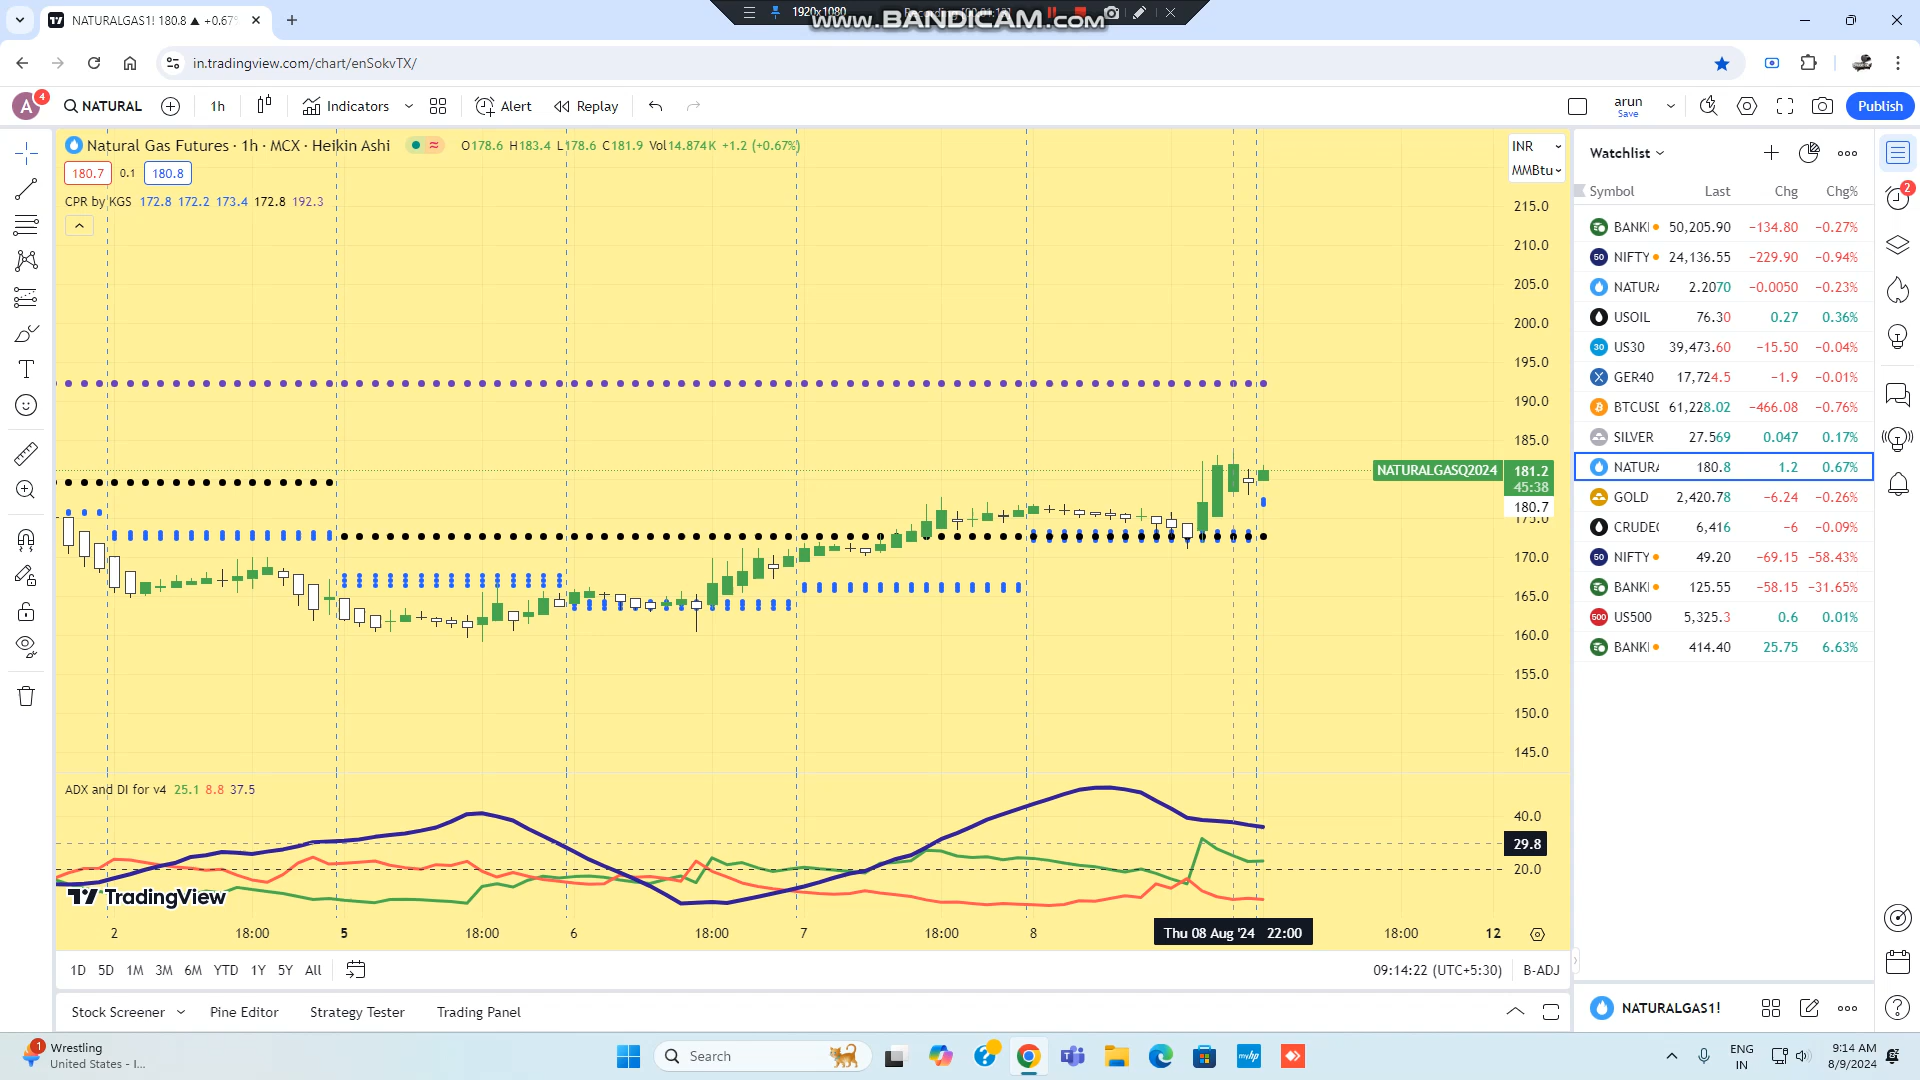 NATURALGAS1! 180.8 ▲ +0.67%
1920x1080
www.BANDICAM.com
in.tradingview.com/chart/enSokvTX/
A 4
NATURAL
1h
Indicators
Alert
Replay
arun
Save
Publish
Natural Gas Futures · 1h · MCX · Heikin Ashi
O178.6 H183.4 L178.6 C181.9 Vol14.874K +1.2 (+0.67%)
180.7 0.1 180.8
CPR by KGS 172.8 172.2 173.4 172.8 192.3
INR
MMBtu
215.0
210.0
205.0
200.0
195.0
190.0
185.0
NATURALGASQ2024 181.2
45:38
180.7
175.0
170.0
165.0
160.0
155.0
150.0
145.0
ADX and DI for v4 25.1 8.8 37.5
40.0
29.8
20.0
TradingView
2 18:00 5 18:00 6 18:00 7 18:00 8 Thu 08 Aug '24 22:00 18:00 12
1D 5D 1M 3M 6M YTD 1Y 5Y All
09:14:22 (UTC+5:30) B-ADJ
Stock Screener Pine Editor Strategy Tester Trading Panel
Watchlist
Symbol Last Chg Chg%
BANKI 50,205.90 −134.80 −0.27%
50 NIFTY 24,136.55 −229.90 −0.94%
NATURA 2.2070 −0.0050 −0.23%
USOIL 76.30 0.27 0.36%
30 US30 39,473.60 −15.50 −0.04%
GER40 17,724.5 −1.9 −0.01%
BTCUSD 61,228.02 −466.08 −0.76%
SILVER 27.569 0.047 0.17%
NATURA 180.8 1.2 0.67%
GOLD 2,420.78 −6.24 −0.26%
CRUDEO 6,416 −6 −0.09%
50 NIFTY 49.20 −69.15 −58.43%
BANKI 125.55 −58.15 −31.65%
500 US500 5,325.3 0.6 0.01%
BANKI 414.40 25.75 6.63%
2
NATURALGAS1!
1
Wrestling
United States - I...
Search
myhp
ENG
IN
9:14 AM
8/9/2024